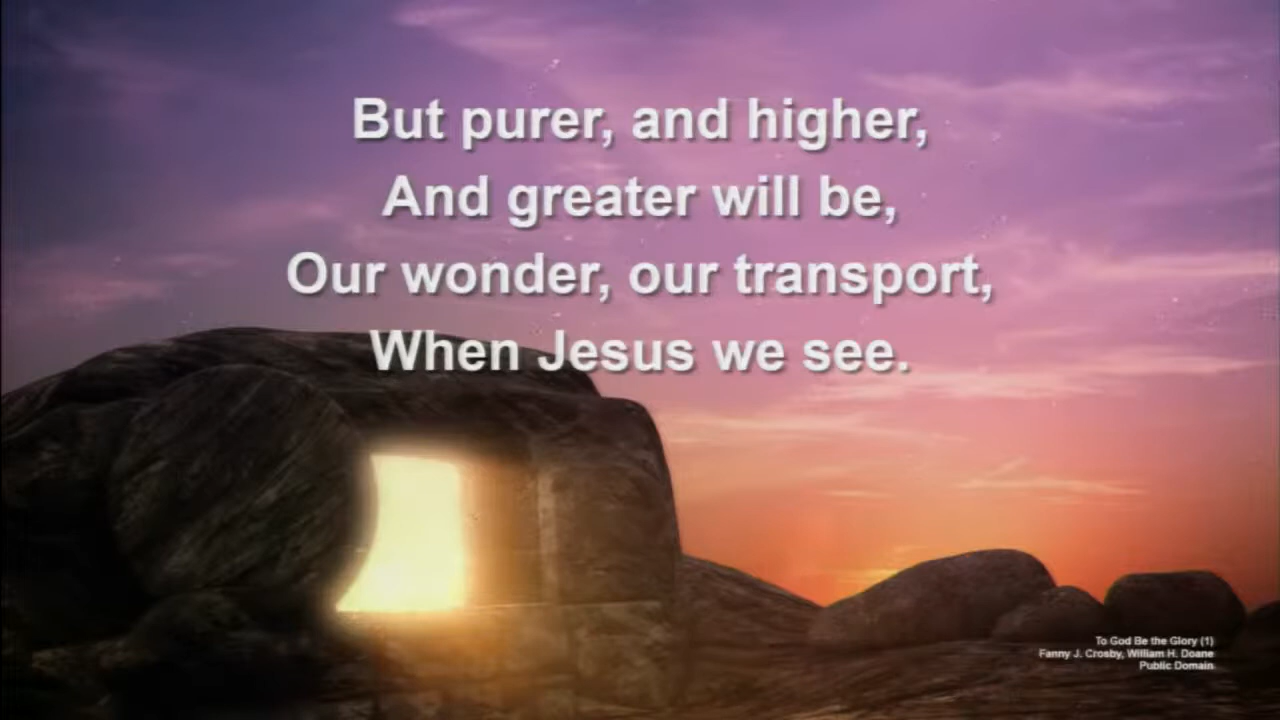 But purer, and higher,
And greater will be,
Our wonder, our transport,
When Jesus we see.
To God Be the Glory (1)
Fanny J. Crosby, William H. Doane
Public Domain